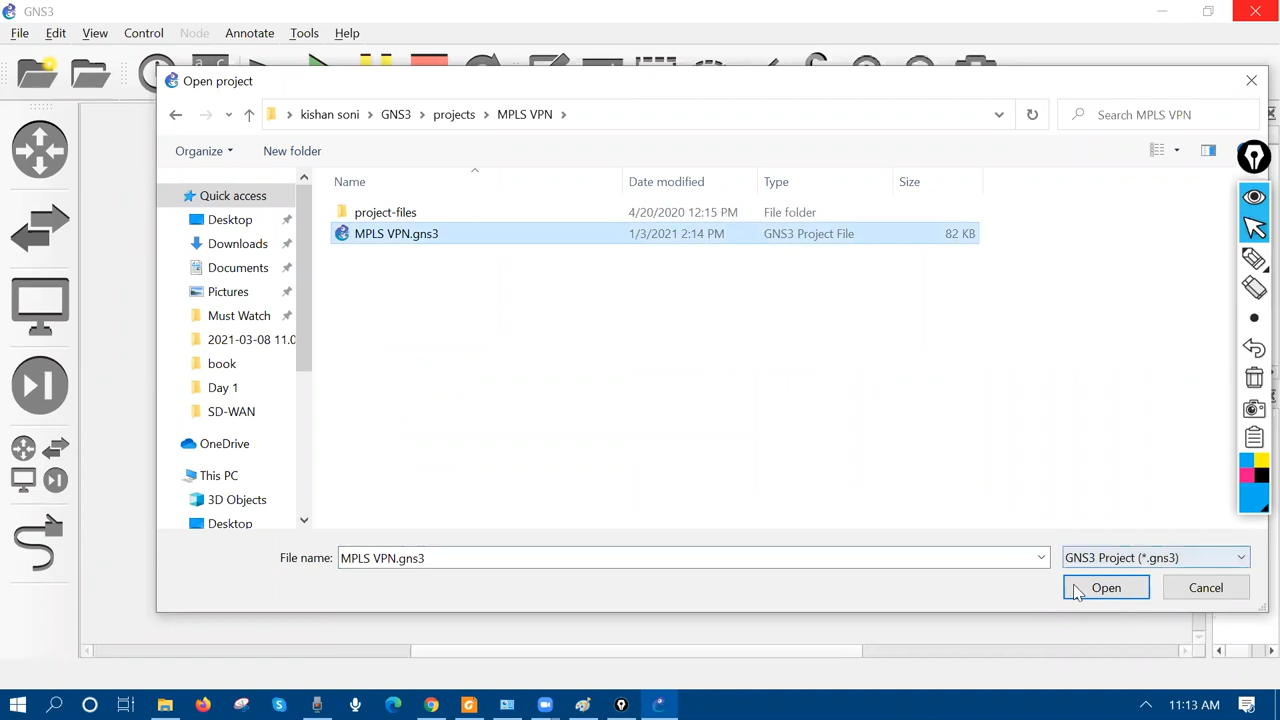 GNS3
File Edit View Control Node Annotate Tools Help
Open project
kishan soni GNS3 projects MPLS VPN Search MPLS VPN
Organize New folder
Name Date modified Type Size
Quick access
project-files 4/20/2020 12:15 PM File folder
Desktop
MPLS VPN.gns3 1/3/2021 2:14 PM GNS3 Project File 82 KB
Downloads
Documents
Pictures
Must Watch
2021-03-08 11.0
book
Day 1
SD-WAN
OneDrive
This PC
3D Objects
Desktop
File name: MPLS VPN.gns3 GNS3 Project (*.gns3)
Open Cancel
11:13 AM